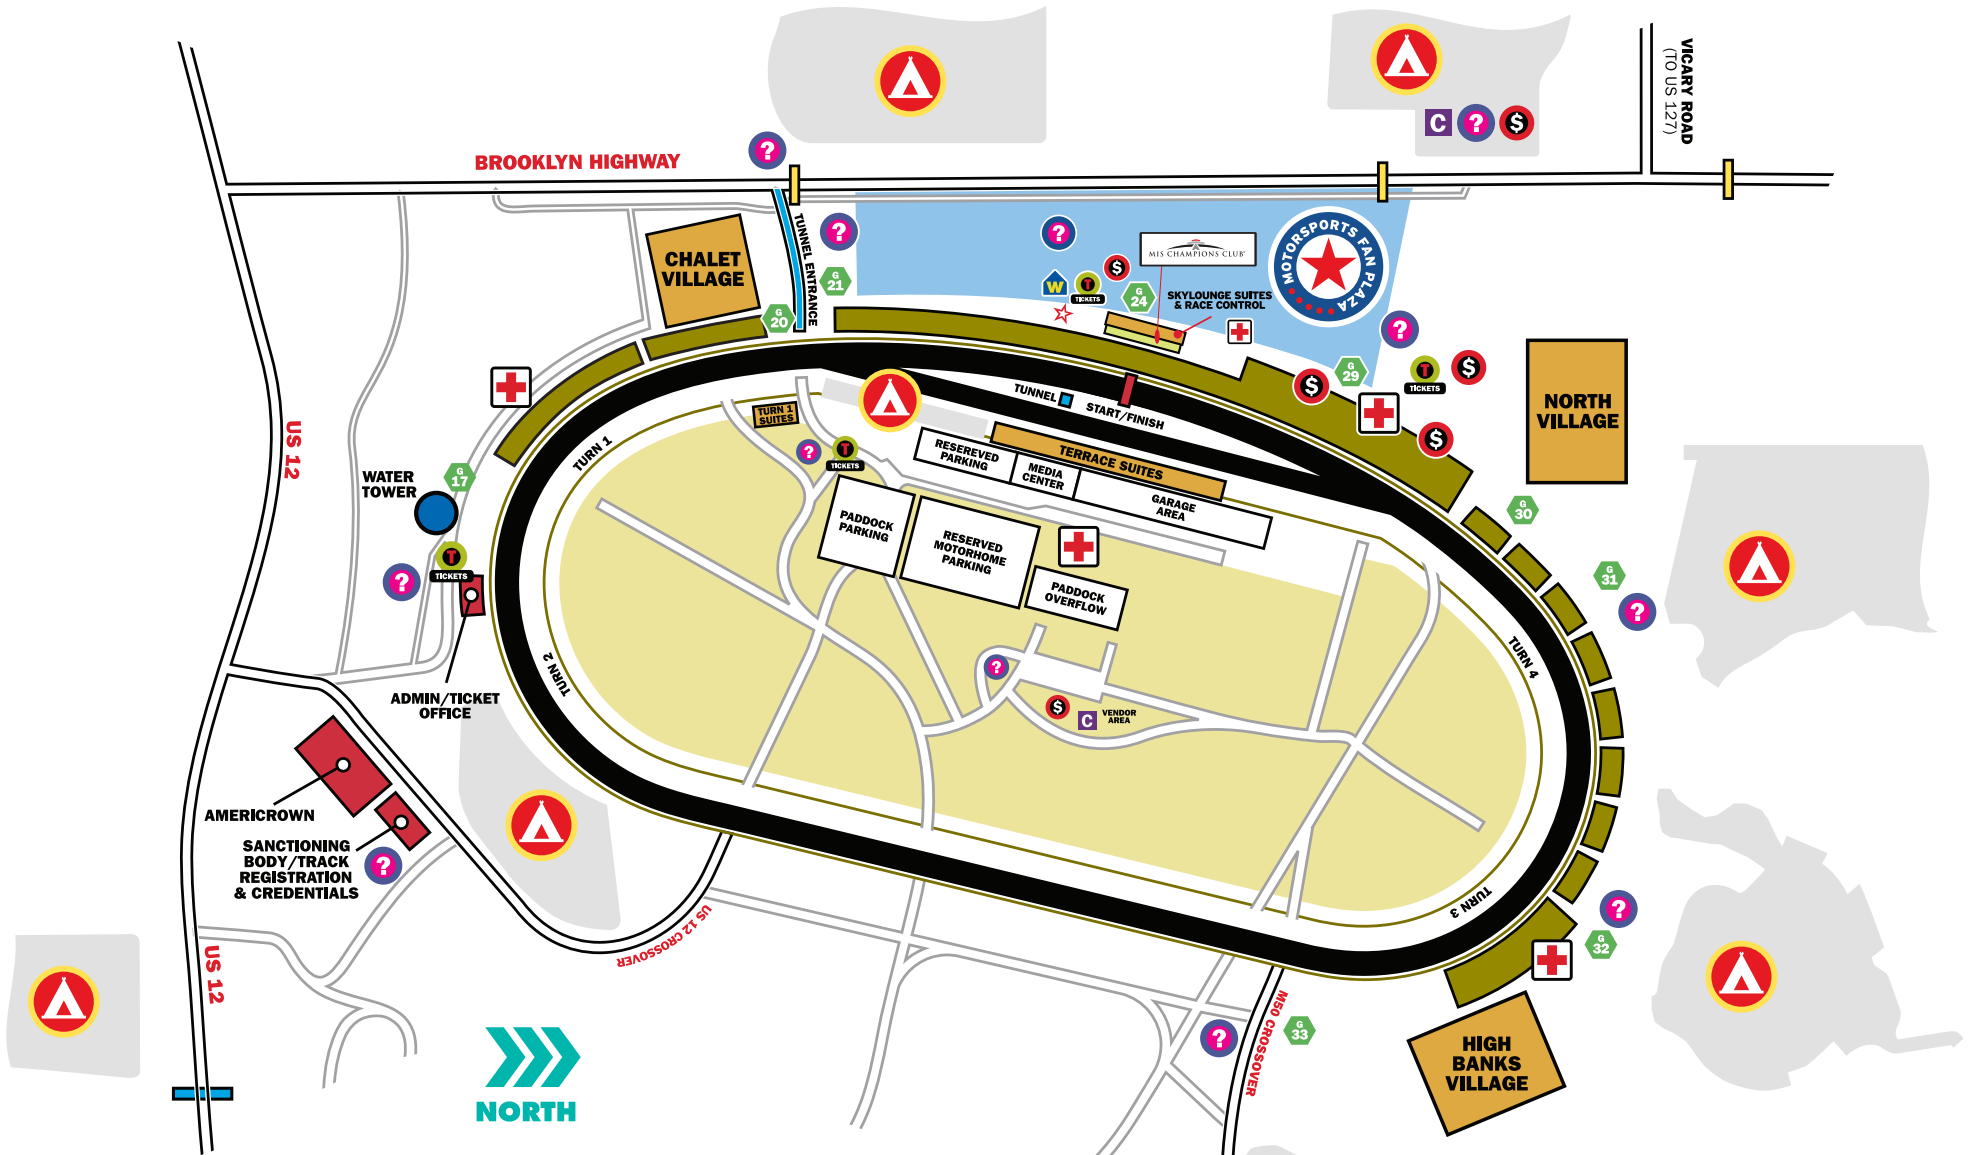 VICARY ROAD
(TO US 127)
C
?
$
?
BROOKLYN HIGHWAY
TUNNEL ENTRANCE
?
G
21
CHALET
VILLAGE
G
20
?
W
T
TICKETS
$
G
24
MIS CHAMPIONS CLUB
SKYLOUNGE SUITES
& RACE CONTROL
MOTORSPORTS FAN PLAZA
?
G
29
$
T
TICKETS
$
$
NORTH
VILLAGE
US 12
WATER
TOWER
G
17
T
TICKETS
?
ADMIN/TICKET
OFFICE
TURN 1
TURN 1
SUITES
?
T
TICKETS
TUNNEL
START/FINISH
RESEREVED
PARKING
MEDIA
CENTER
TERRACE SUITES
GARAGE
AREA
PADDOCK
PARKING
RESERVED
MOTORHOME
PARKING
PADDOCK
OVERFLOW
G
30
G
31
?
TURN 2
TURN 4
?
$
C
VENDOR
AREA
AMERICROWN
SANCTIONING
BODY/TRACK
REGISTRATION
& CREDENTIALS
?
TURN 3
?
G
32
US 12
US 12 CROSSOVER
M50 CROSSOVER
?
G
33
HIGH
BANKS
VILLAGE
NORTH